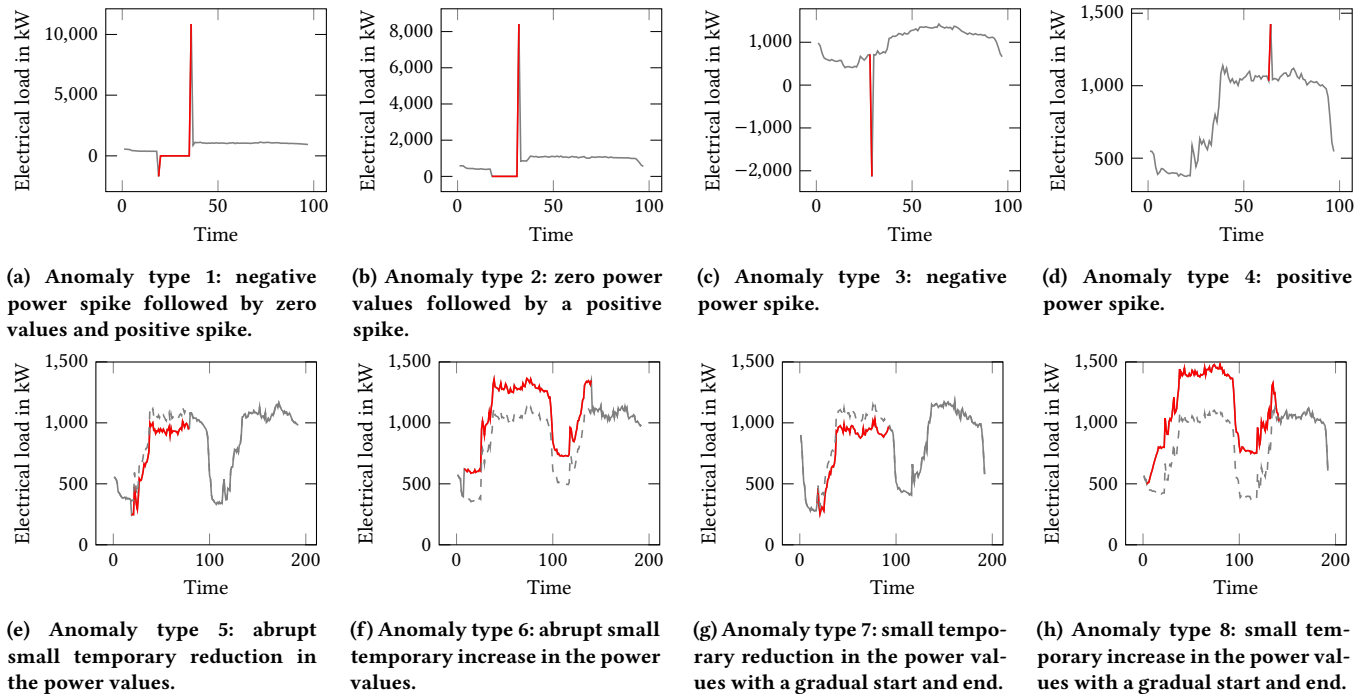 10,000
5,000
0
0
50
100
Electrical load in kW
Time
(a) Anomaly type 1: negative
power spike followed by zero
values and positive spike.
8,000
6,000
4,000
2,000
0
0
50
100
Electrical load in kW
Time
(b) Anomaly type 2: zero power
values followed by a positive
spike.
1,000
0
−1,000
−2,000
0
50
100
Electrical load in kW
Time
(c) Anomaly type 3: negative
power spike.
1,500
1,000
500
0
50
100
Electrical load in kW
Time
(d) Anomaly type 4: positive
power spike.
1,500
1,000
500
0
0
100
200
Electrical load in kW
Time
(e) Anomaly type 5: abrupt
small temporary reduction in
the power values.
1,500
1,000
500
0
0
100
200
Electrical load in kW
Time
(f) Anomaly type 6: abrupt small
temporary increase in the power
values.
1,500
1,000
500
0
0
100
200
Electrical load in kW
Time
(g) Anomaly type 7: small tempo-
rary reduction in the power val-
ues with a gradual start and end.
1,500
1,000
500
0
0
100
200
Electrical load in kW
Time
(h) Anomaly type 8: small tem-
porary increase in the power val-
ues with a gradual start and end.